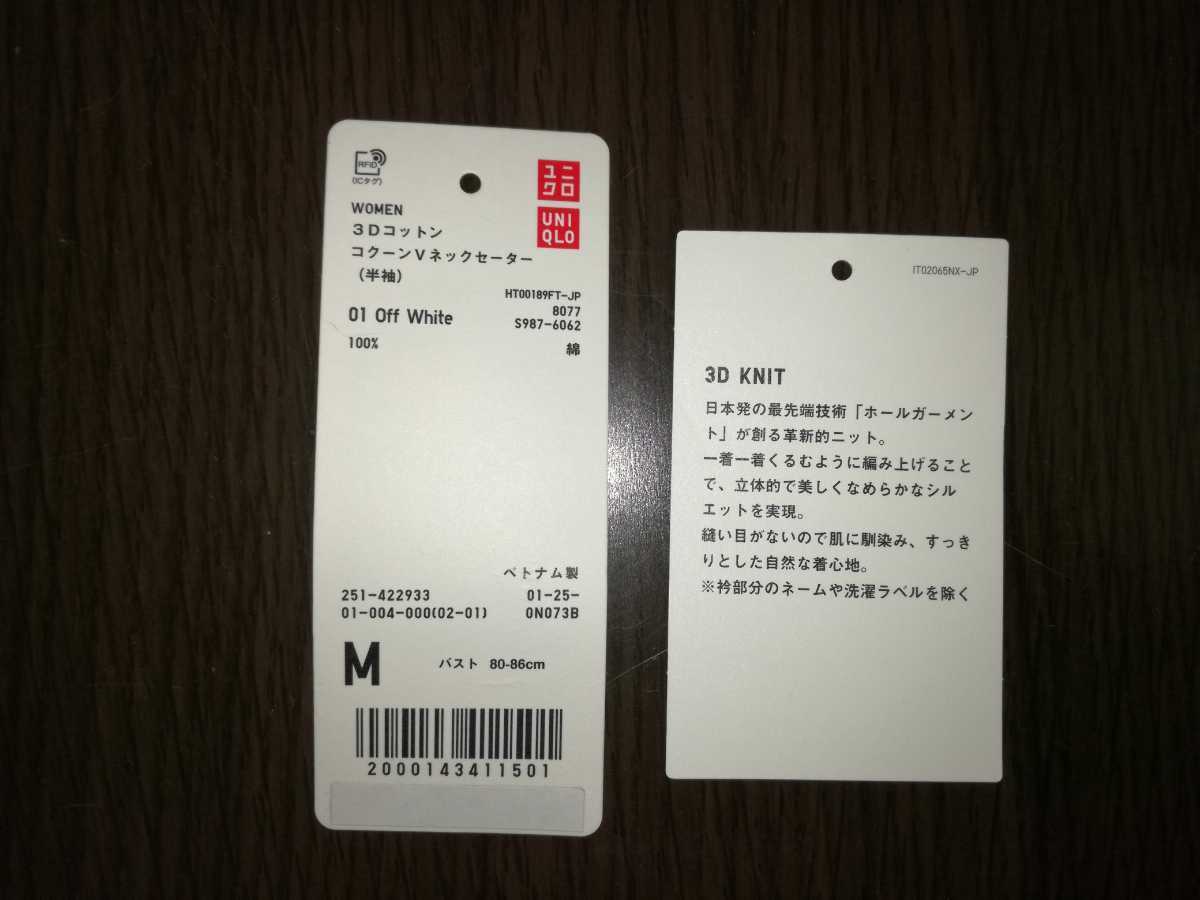 RFID
(ICタグ)
ユニ
クロ
UNI
QLO
WOMEN
3Dコットン
コクーンVネックセーター
（半袖）
HT00189FT-JP
8077
01 Off White
S987-6062
100%
綿
ベトナム製
251-422933
01-25-
01-004-000(02-01)
0N073B
M
バスト 80-86cm
2000143411501
IT02065NX-JP
3D KNIT
日本発の最先端技術「ホールガーメン
ト」が創る革新的ニット。
一着一着くるむように編み上げること
で、立体的で美しくなめらかなシル
エットを実現。
縫い目がないので肌に馴染み、すっき
りとした自然な着心地。
※衿部分のネームや洗濯ラベルを除く